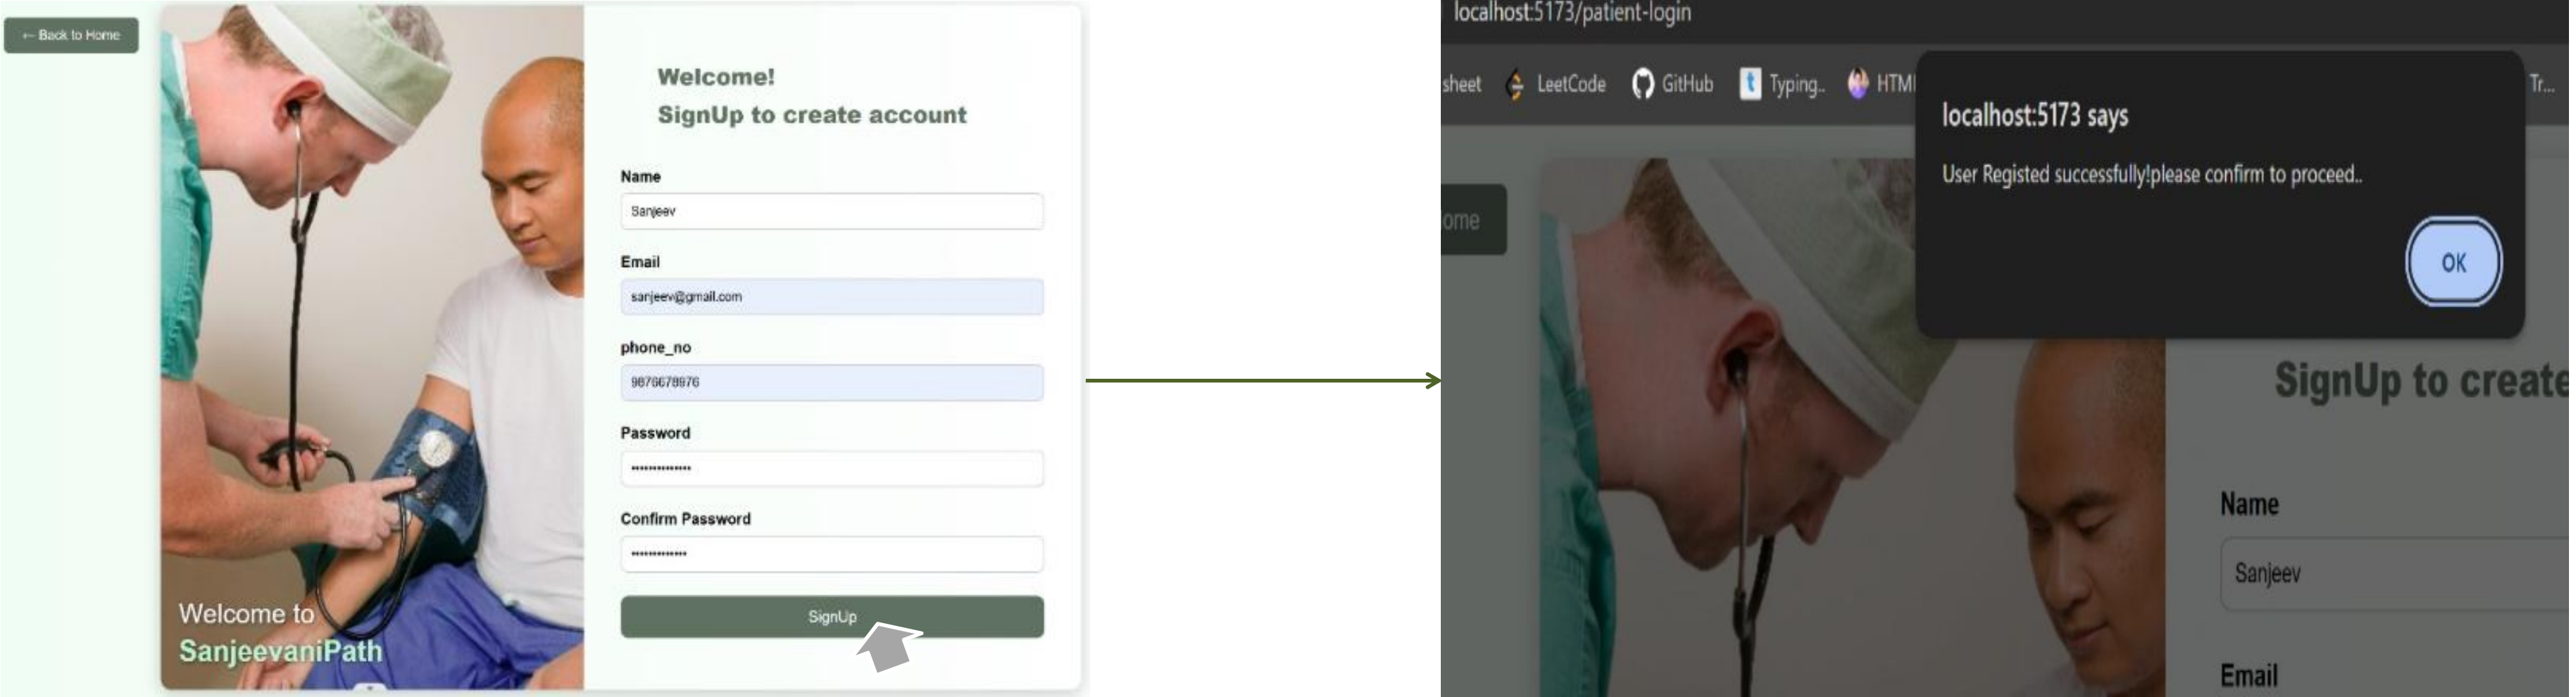 ← Back to Home
Welcome!
SignUp to create account
Name
Sanjeev
Email
sanjeev@gmail.com
phone_no
9876678976
Password
••••••••••••••
Confirm Password
•••••••••••••
SignUp
Welcome to
SanjeevaniPath
localhost:5173/patient-login
sheet LeetCode GitHub Typing.. HTML Tr...
localhost:5173 says
User Registed successfully!please confirm to proceed..
OK
ome
SignUp to create
Name
Sanjeev
Email